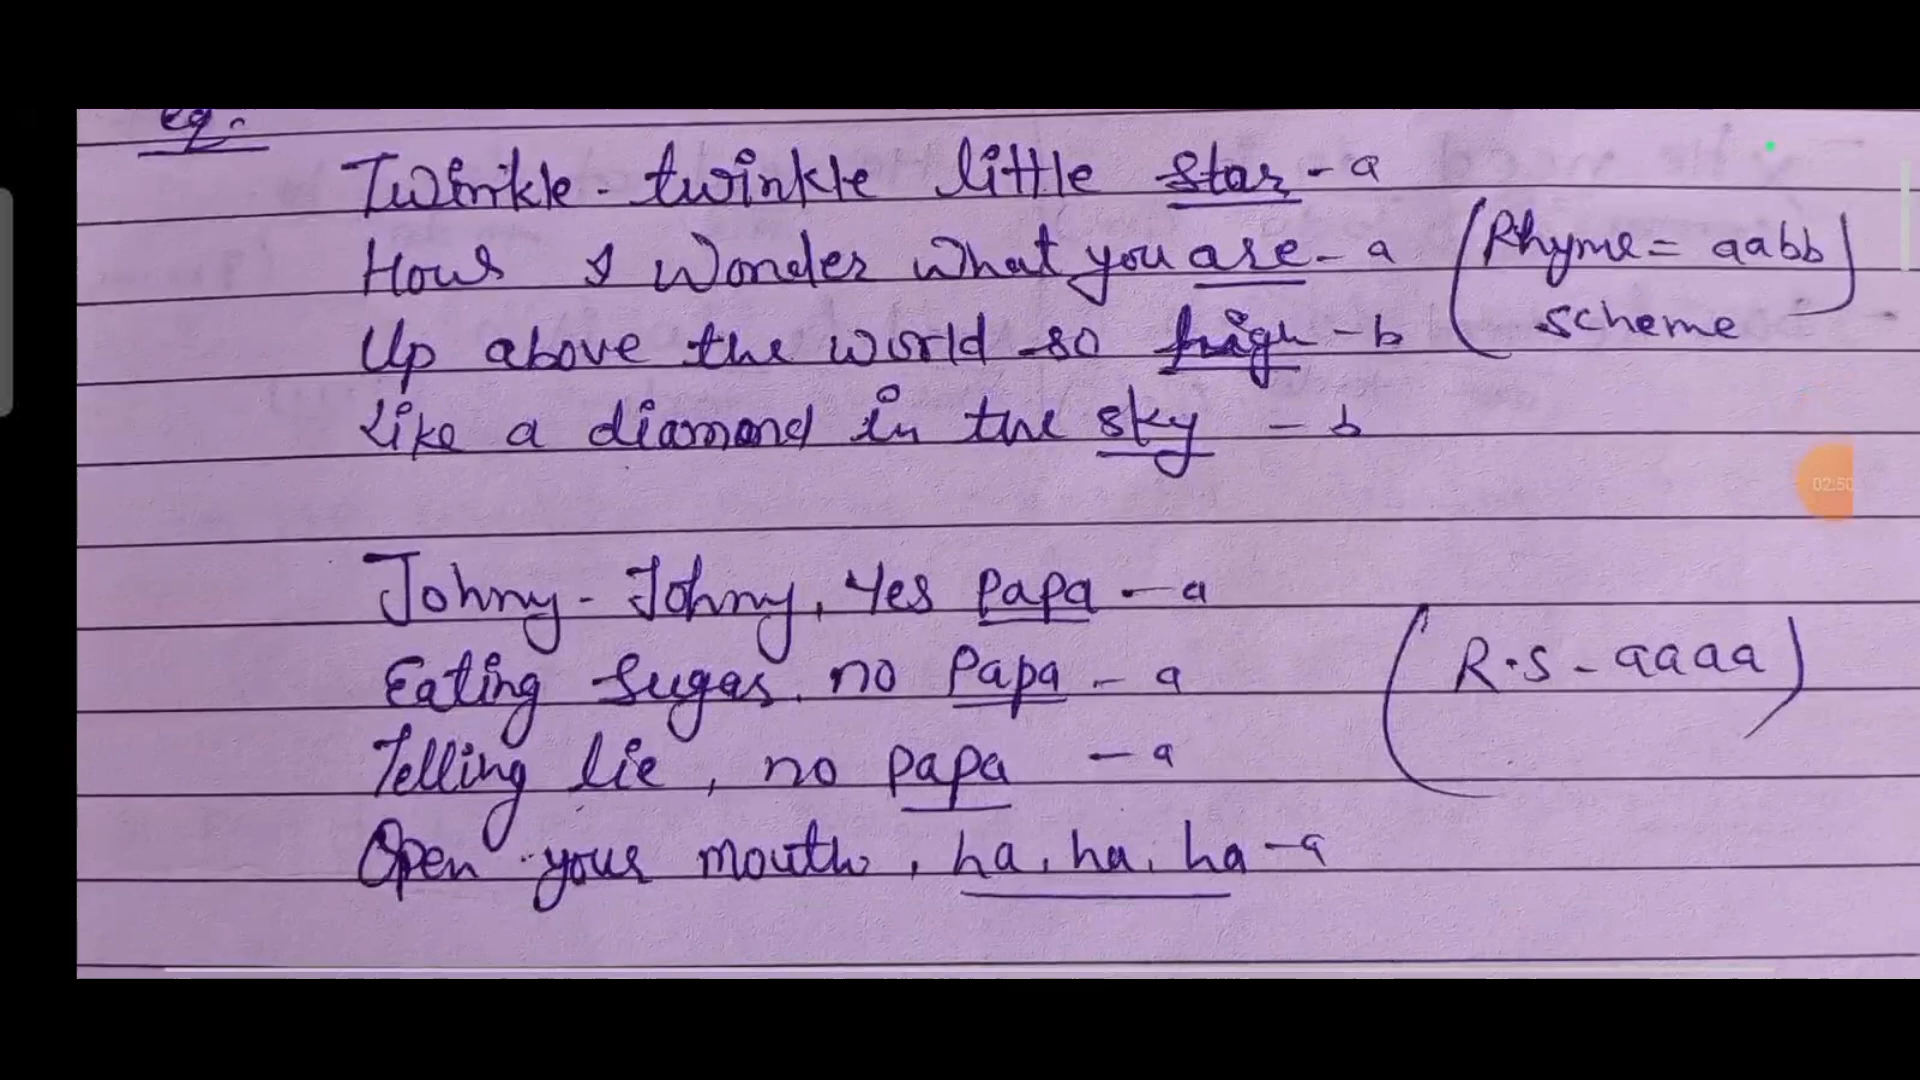 eg.
Twinkle - twinkle little star - a
How I wonder what you are - a
(Rhyme = aabb)
scheme
Up above the world so high - b
Like a diamond in the sky - b
02:50
Johny - Johny, Yes papa - a
Eating Sugar no Papa - a
(R.S - aaaa)
Telling lie, no papa - a
Open your mouth, ha, ha, ha - a